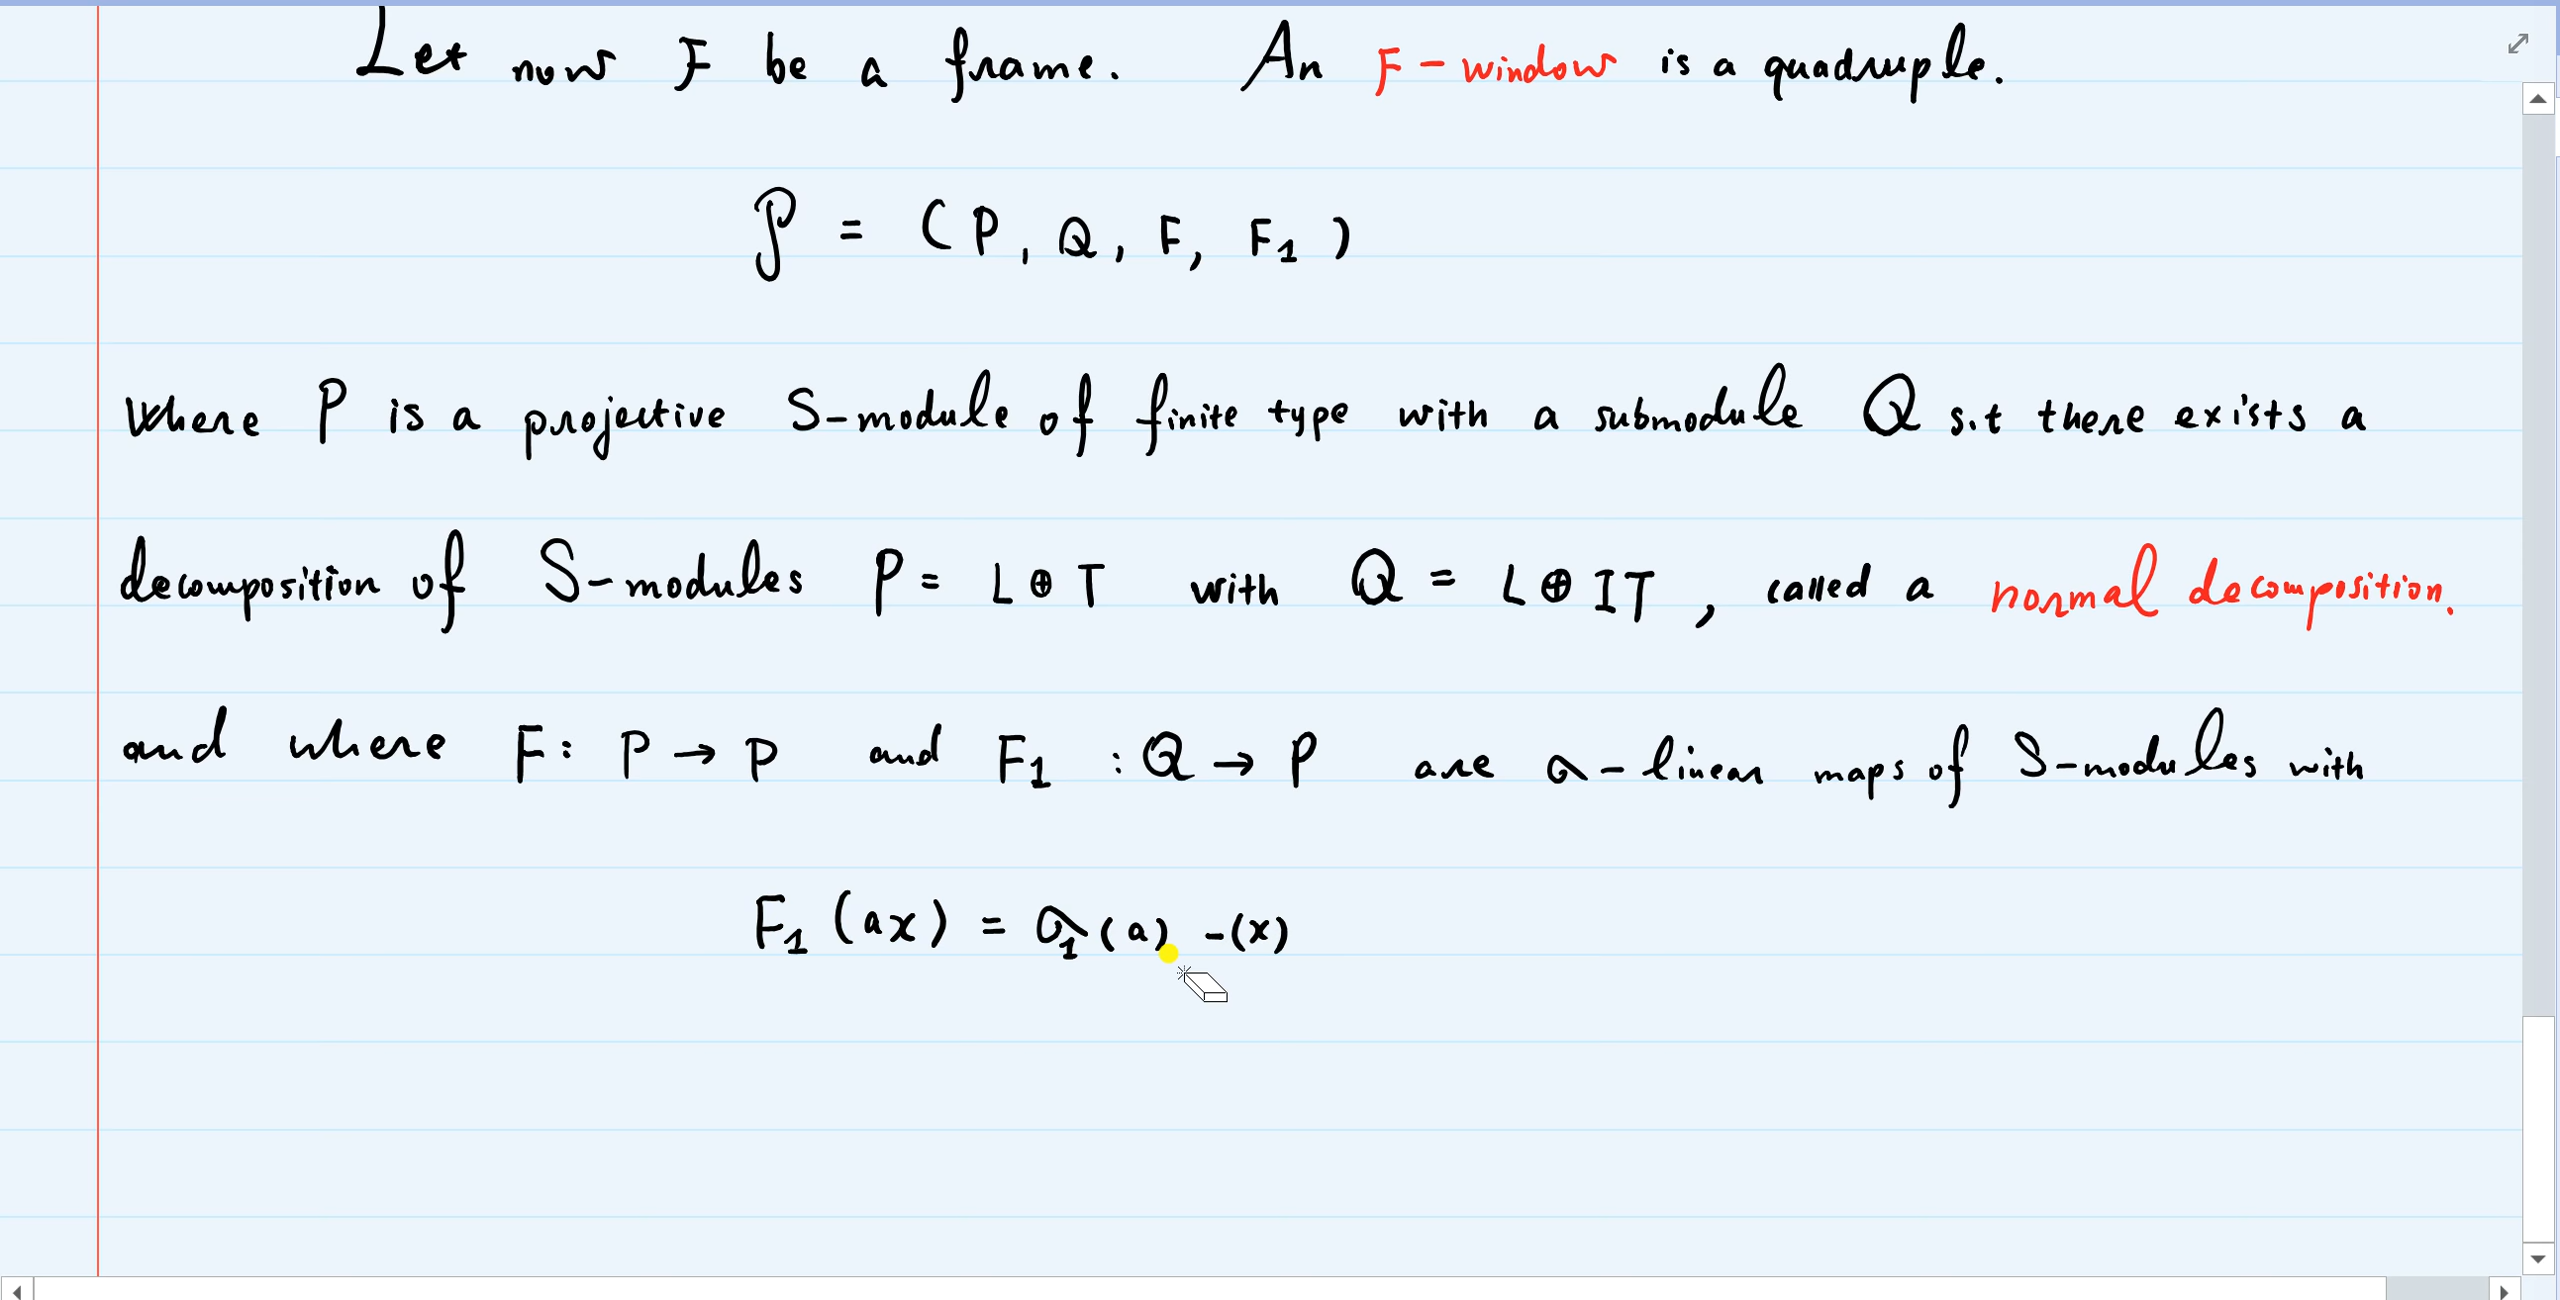 Let now F be a frame. An F-window is a quadruple.
𝒫 = (P, Q, F, F₁)
where P is a projective S-module of finite type with a submodule Q s.t there exists a
decomposition of S-modules P = L ⊕ T with Q = L ⊕ IT, called a normal decomposition.
and where F: P → P and F₁ : Q → P are σ-linear maps of S-modules with
F₁(ax) = σ₁(a) -(x)